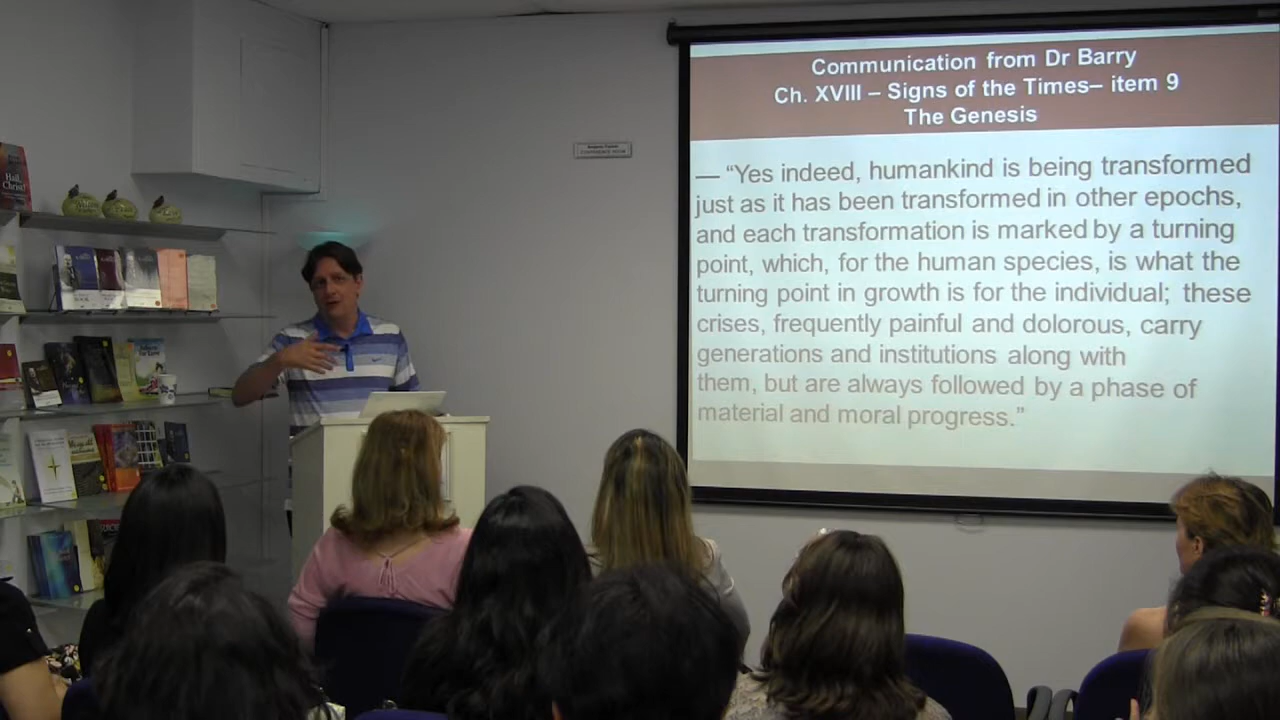 Communication from Dr Barry
Ch. XVIII – Signs of the Times– item 9
The Genesis
— “Yes indeed, humankind is being transformed
just as it has been transformed in other epochs,
and each transformation is marked by a turning
point, which, for the human species, is what the
turning point in growth is for the individual; these
crises, frequently painful and dolorous, carry
generations and institutions along with
them, but are always followed by a phase of
material and moral progress.”
CONFERENCE ROOM
Hail,
Christ!